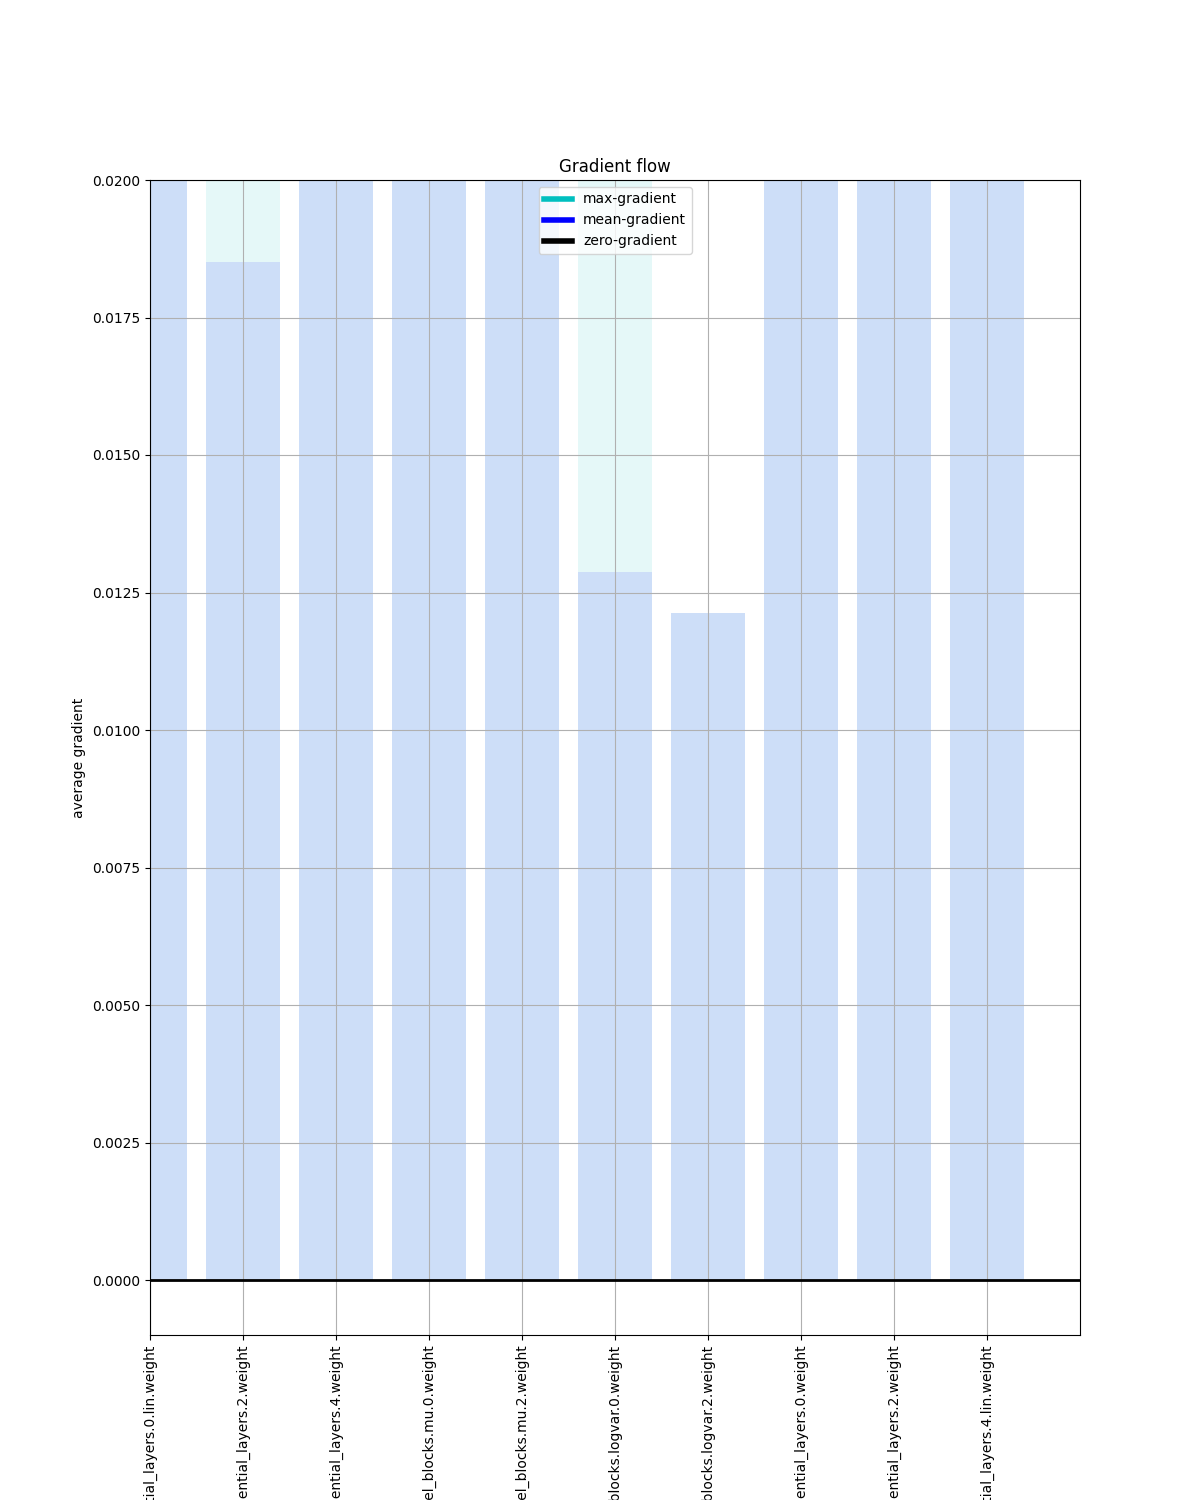 Gradient flow
max-gradient
mean-gradient
zero-gradient
0.0200
0.0175
0.0150
0.0125
0.0100
0.0075
0.0050
0.0025
0.0000
average gradient
tial_layers.0.lin.weight
ential_layers.2.weight
ential_layers.4.weight
el_blocks.mu.0.weight
el_blocks.mu.2.weight
blocks.logvar.0.weight
blocks.logvar.2.weight
ential_layers.0.weight
ential_layers.2.weight
tial_layers.4.lin.weight